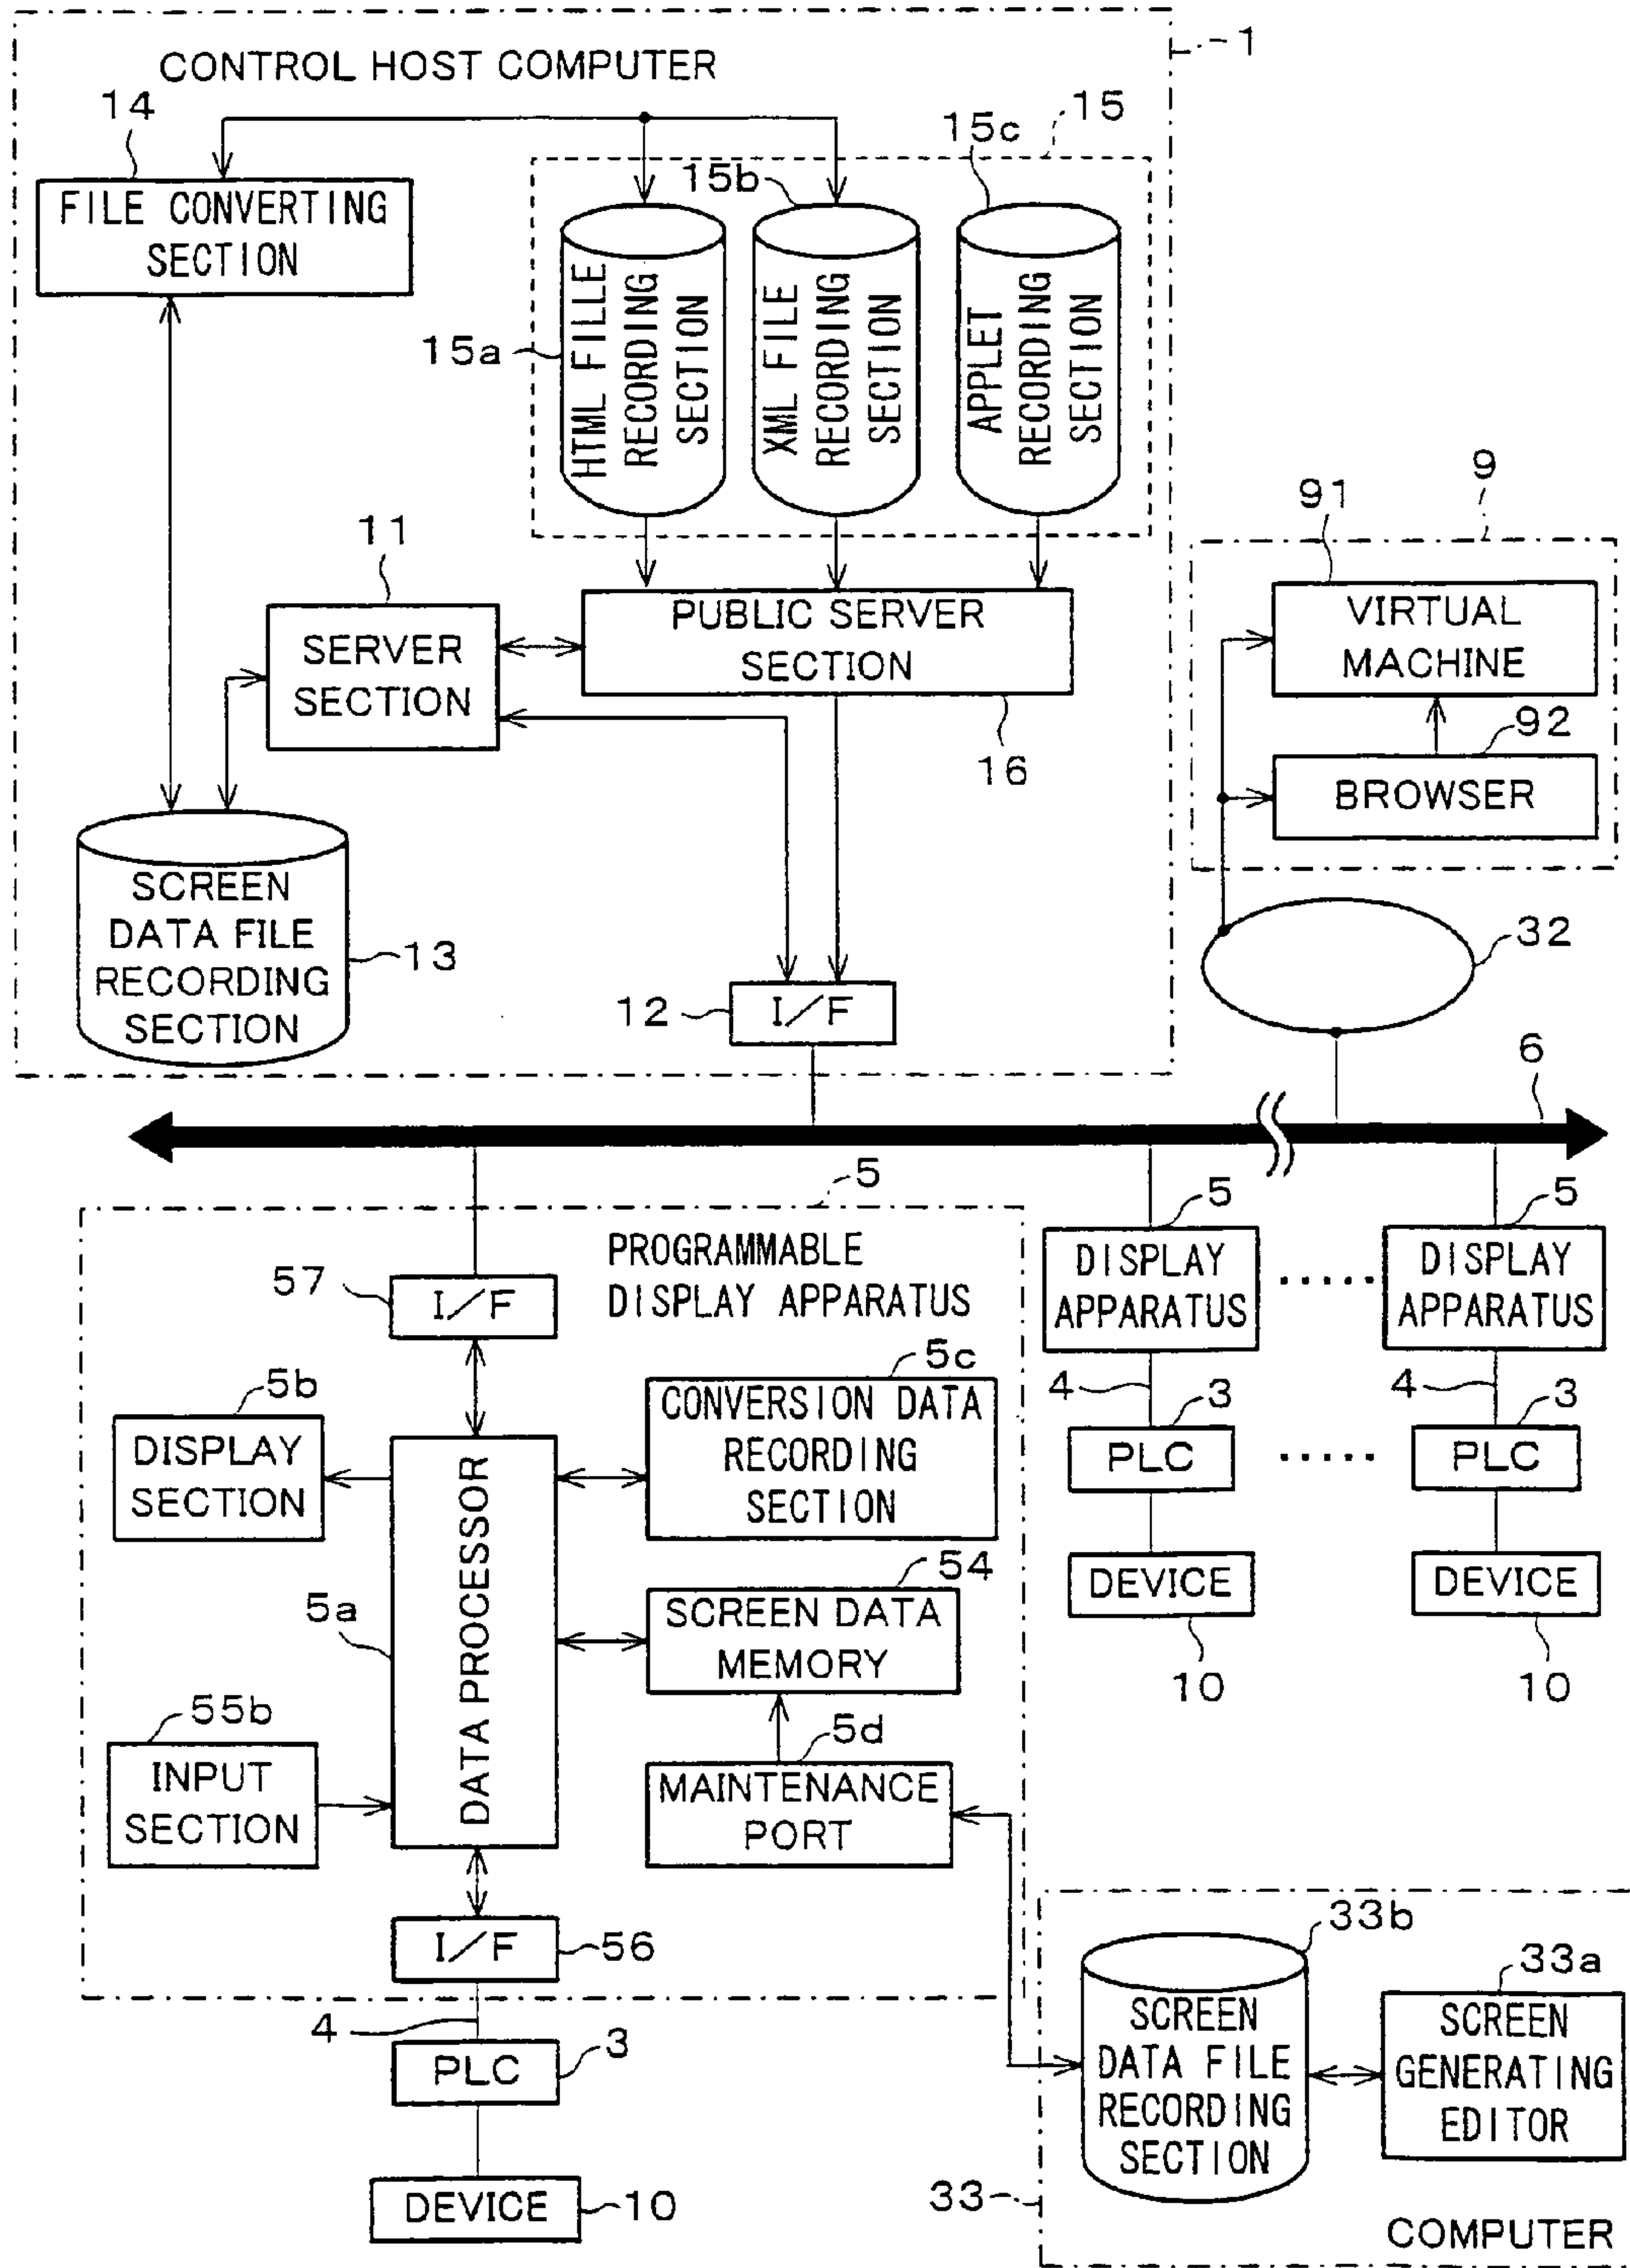 1
CONTROL HOST COMPUTER
14
15
15c
15b
FILE CONVERTING
SECTION
15a
HTML FILLE
RECORDING
SECTION
XML FILE
RECORDING
SECTION
APPLET
RECORDING
SECTION
9
91
11
VIRTUAL
MACHINE
PUBLIC SERVER
SECTION
SERVER
SECTION
92
16
BROWSER
SCREEN
DATA FILE
RECORDING
SECTION
13
32
12
I/F
6
5
PROGRAMMABLE
DISPLAY APPARATUS
5
DISPLAY
APPARATUS
5
DISPLAY
APPARATUS
57
I/F
5b
5c
4
3
4
3
DISPLAY
SECTION
CONVERSION DATA
RECORDING
SECTION
PLC
PLC
DATA PROCESSOR
54
DEVICE
DEVICE
5a
SCREEN DATA
MEMORY
10
10
55b
5d
INPUT
SECTION
MAINTENANCE
PORT
I/F
56
33b
33a
4
3
PLC
SCREEN
DATA FILE
RECORDING
SECTION
SCREEN
GENERATING
EDITOR
DEVICE
10
33
COMPUTER